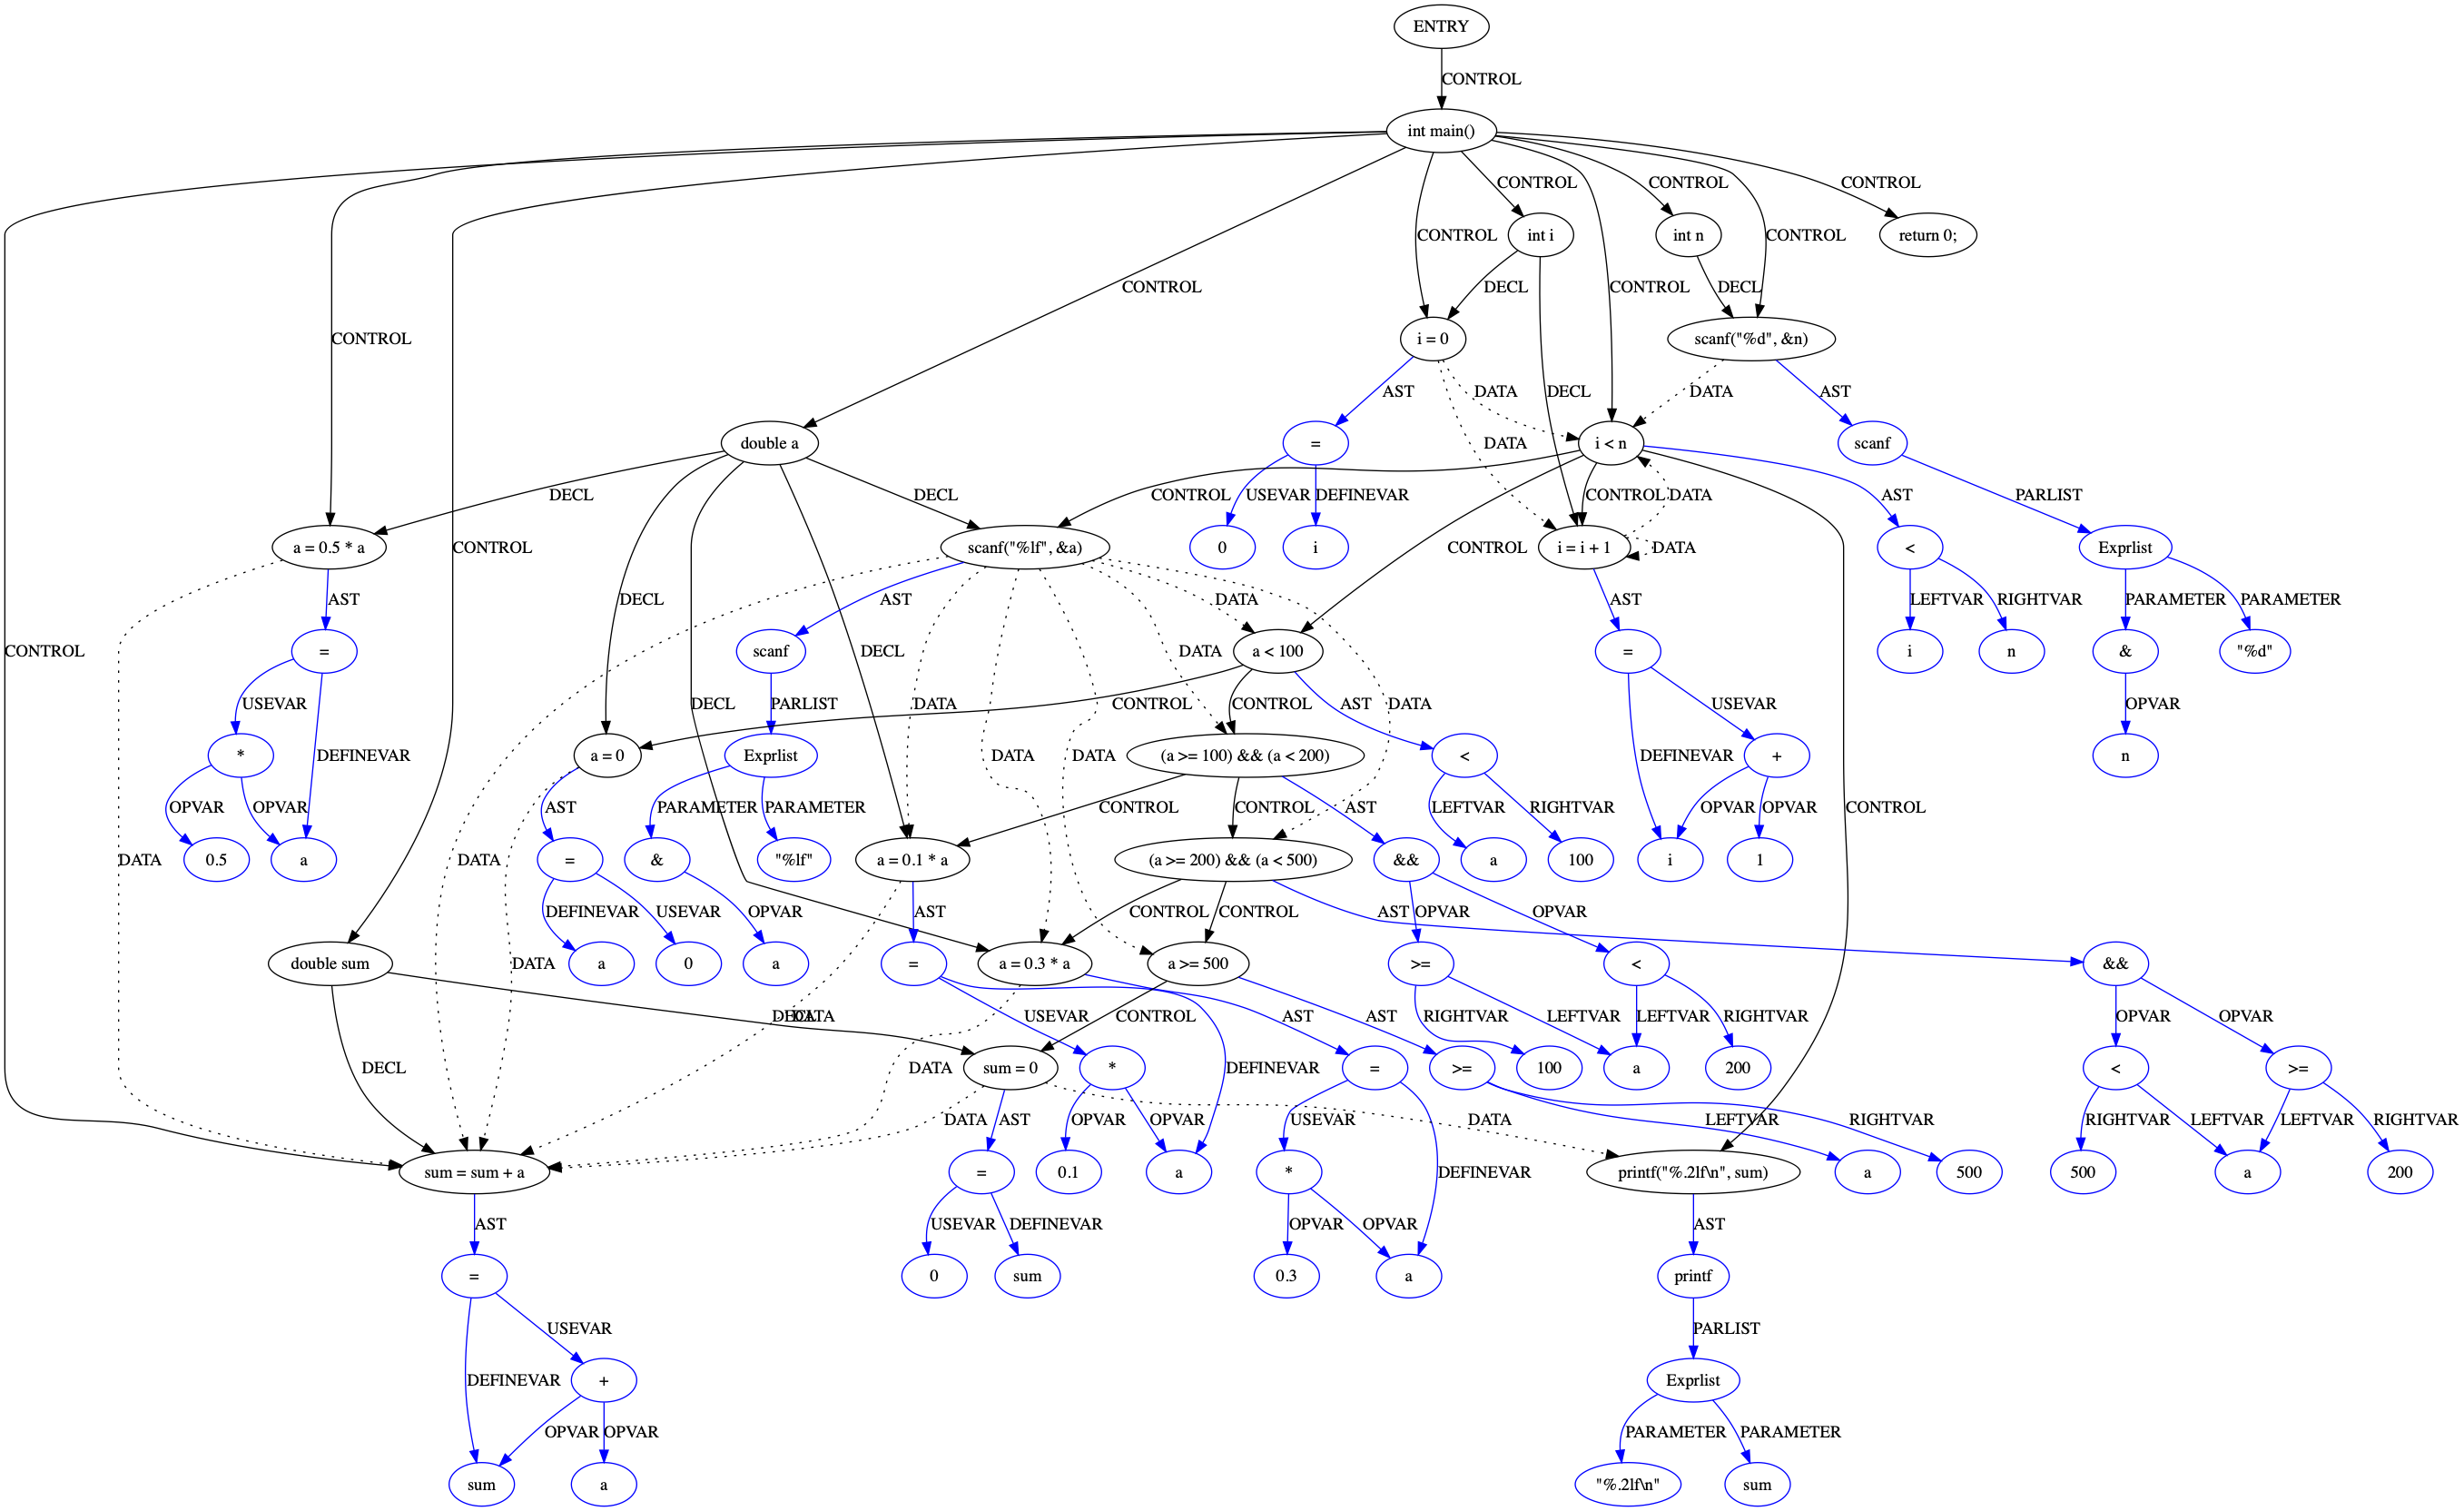 ENTRY
CONTROL
int main()
CONTROL CONTROL CONTROL
int i int n return 0;
CONTROL CONTROL CONTROL
CONTROL DECL CONTROL DECL
CONTROL i = 0 scanf("%d", &n)
AST DATA DECL DATA AST
double a = i < n scanf
DECL DECL CONTROL USEVAR DEFINEVAR DATA CONTROL DATA AST PARLIST
a = 0.5 * a CONTROL scanf("%lf", &a) 0 i CONTROL i = i + 1 DATA < Exprlist
AST DECL AST DATA AST LEFTVAR RIGHTVAR PARAMETER PARAMETER
CONTROL = DECL scanf DATA a < 100 = i n & "%d"
USEVAR DECL PARLIST DATA CONTROL CONTROL AST DATA USEVAR OPVAR
* DEFINEVAR a = 0 Exprlist DATA DATA (a >= 100) && (a < 200) < DEFINEVAR + n
OPVAR OPVAR AST PARAMETER PARAMETER CONTROL CONTROL AST LEFTVAR RIGHTVAR OPVAR OPVAR CONTROL
DATA 0.5 a DATA = & "%lf" a = 0.1 * a (a >= 200) && (a < 500) && a 100 i 1
DEFINEVAR USEVAR OPVAR AST CONTROL CONTROL AST OPVAR OPVAR
double sum DATA a 0 a = a = 0.3 * a a >= 500 >= < &&
DECL DATA USEVAR CONTROL AST AST RIGHTVAR LEFTVAR LEFTVAR RIGHTVAR OPVAR OPVAR
DECL DATA sum = 0 * DEFINEVAR = >= 100 a 200 < >=
DATA AST OPVAR OPVAR USEVAR DATA LEFTVAR RIGHTVAR RIGHTVAR LEFTVAR LEFTVAR RIGHTVAR
sum = sum + a = 0.1 a * DEFINEVAR printf("%.2lf\n", sum) a 500 500 a 200
AST USEVAR DEFINEVAR OPVAR OPVAR AST
= 0 sum 0.3 a printf
USEVAR PARLIST
DEFINEVAR + Exprlist
OPVAR OPVAR PARAMETER PARAMETER
sum a "%.2lf\n" sum